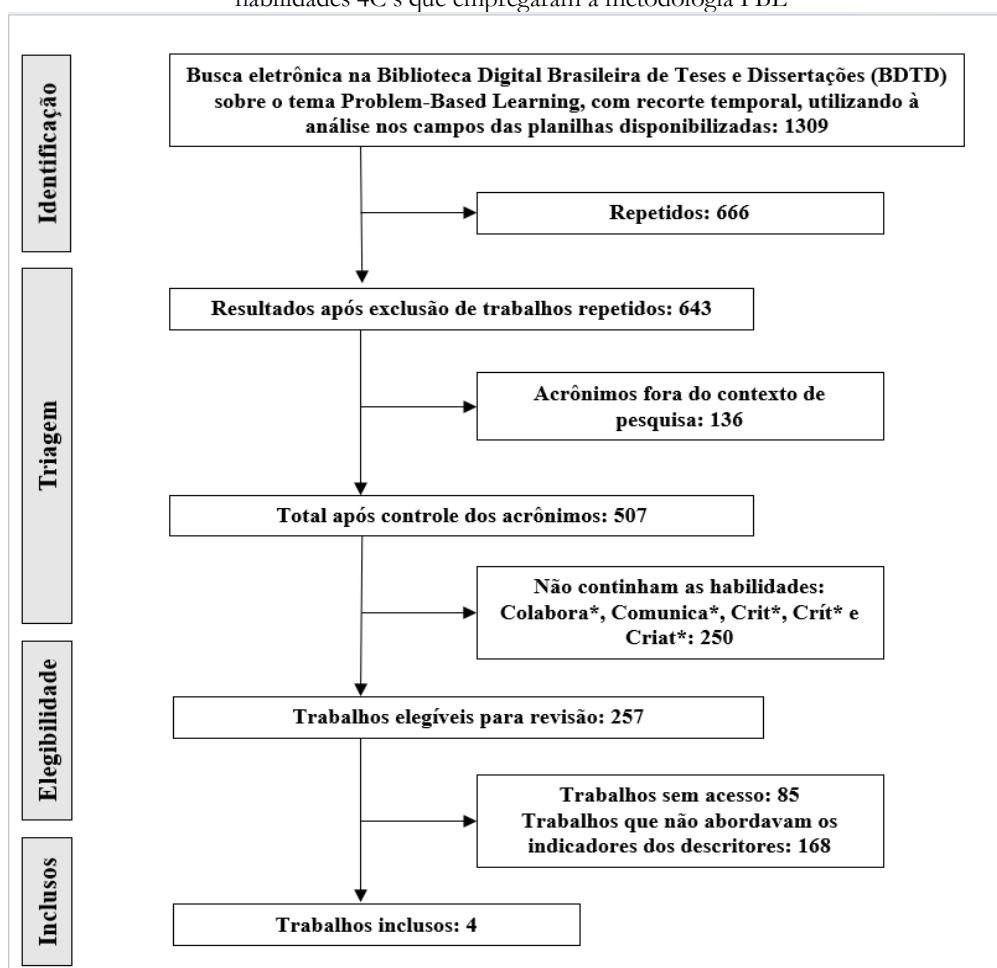 habilidades 4C's que empregaram a metodologia PBL
Identificação
Busca eletrônica na Biblioteca Digital Brasileira de Teses e Dissertações (BDTD)
sobre o tema Problem-Based Learning, com recorte temporal, utilizando à
análise nos campos das planilhas disponibilizadas: 1309
Repetidos: 666
Triagem
Resultados após exclusão de trabalhos repetidos: 643
Acrônimos fora do contexto de
pesquisa: 136
Total após controle dos acrônimos: 507
Não continham as habilidades:
Colabora*, Comunica*, Crit*, Crít* e
Criat*: 250
Elegibilidade
Trabalhos elegíveis para revisão: 257
Trabalhos sem acesso: 85
Trabalhos que não abordavam os
indicadores dos descritores: 168
Inclusos
Trabalhos inclusos: 4